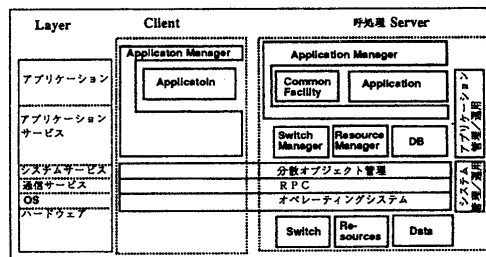 Layer
Client
呼処理 Server
Applicaton Manager
Application Manager
アプリケーション
Applicatoin
Common Facility
Application
アプリケーション サービス
Switch Manager
Resource Manager
DB
アプリケーション 管理/運用
システムサービス
分散オブジェクト管理
通信サービス
RPC
OS
オペレーティングシステム
システム 管理/運用
ハードウェア
Switch
Re-sources
Data